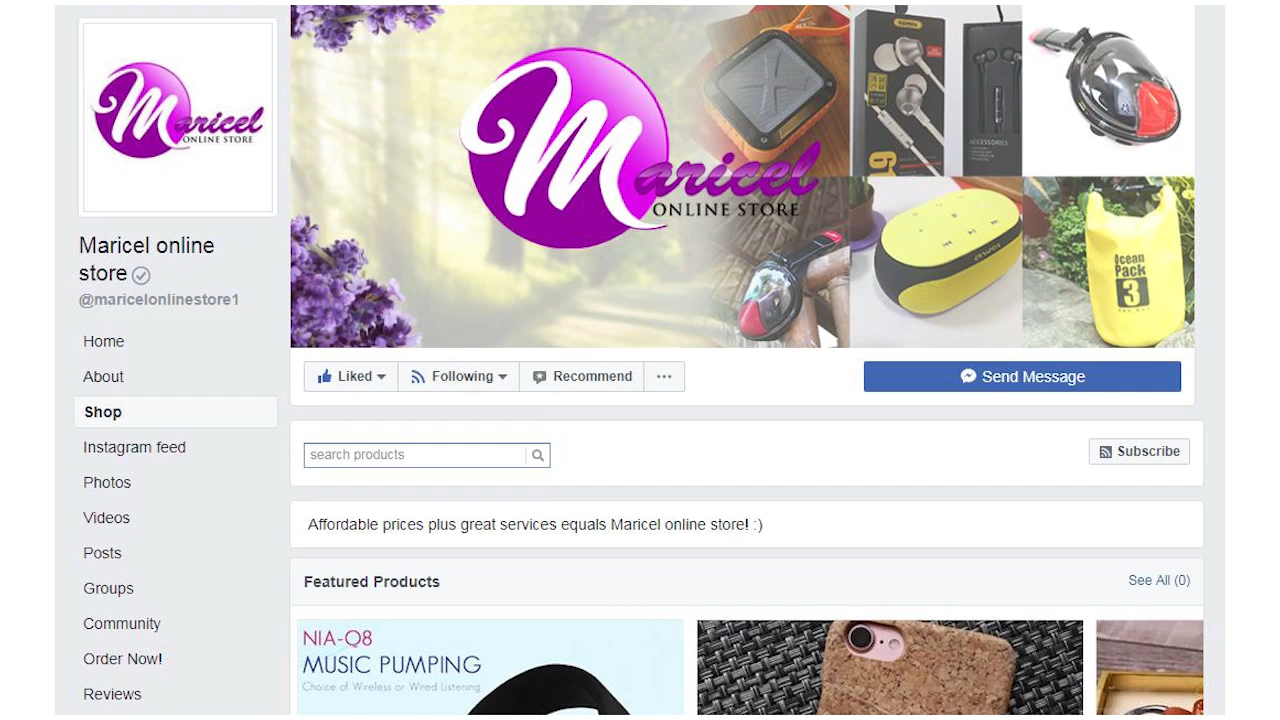 Maricel
ONLINE STORE
Maricel online
store
@maricelonlinestore1
Home
About
Shop
Instagram feed
Photos
Videos
Posts
Groups
Community
Order Now!
Reviews
Maricel
ONLINE STORE
ACCESSORIES
AWEI
Ocean
Pack
3
Liked
Following
Recommend
Send Message
search products
Subscribe
Affordable prices plus great services equals Maricel online store! :)
Featured Products
See All (0)
NIA-Q8
MUSIC PUMPING
Choice of Wireless or Wired Listening